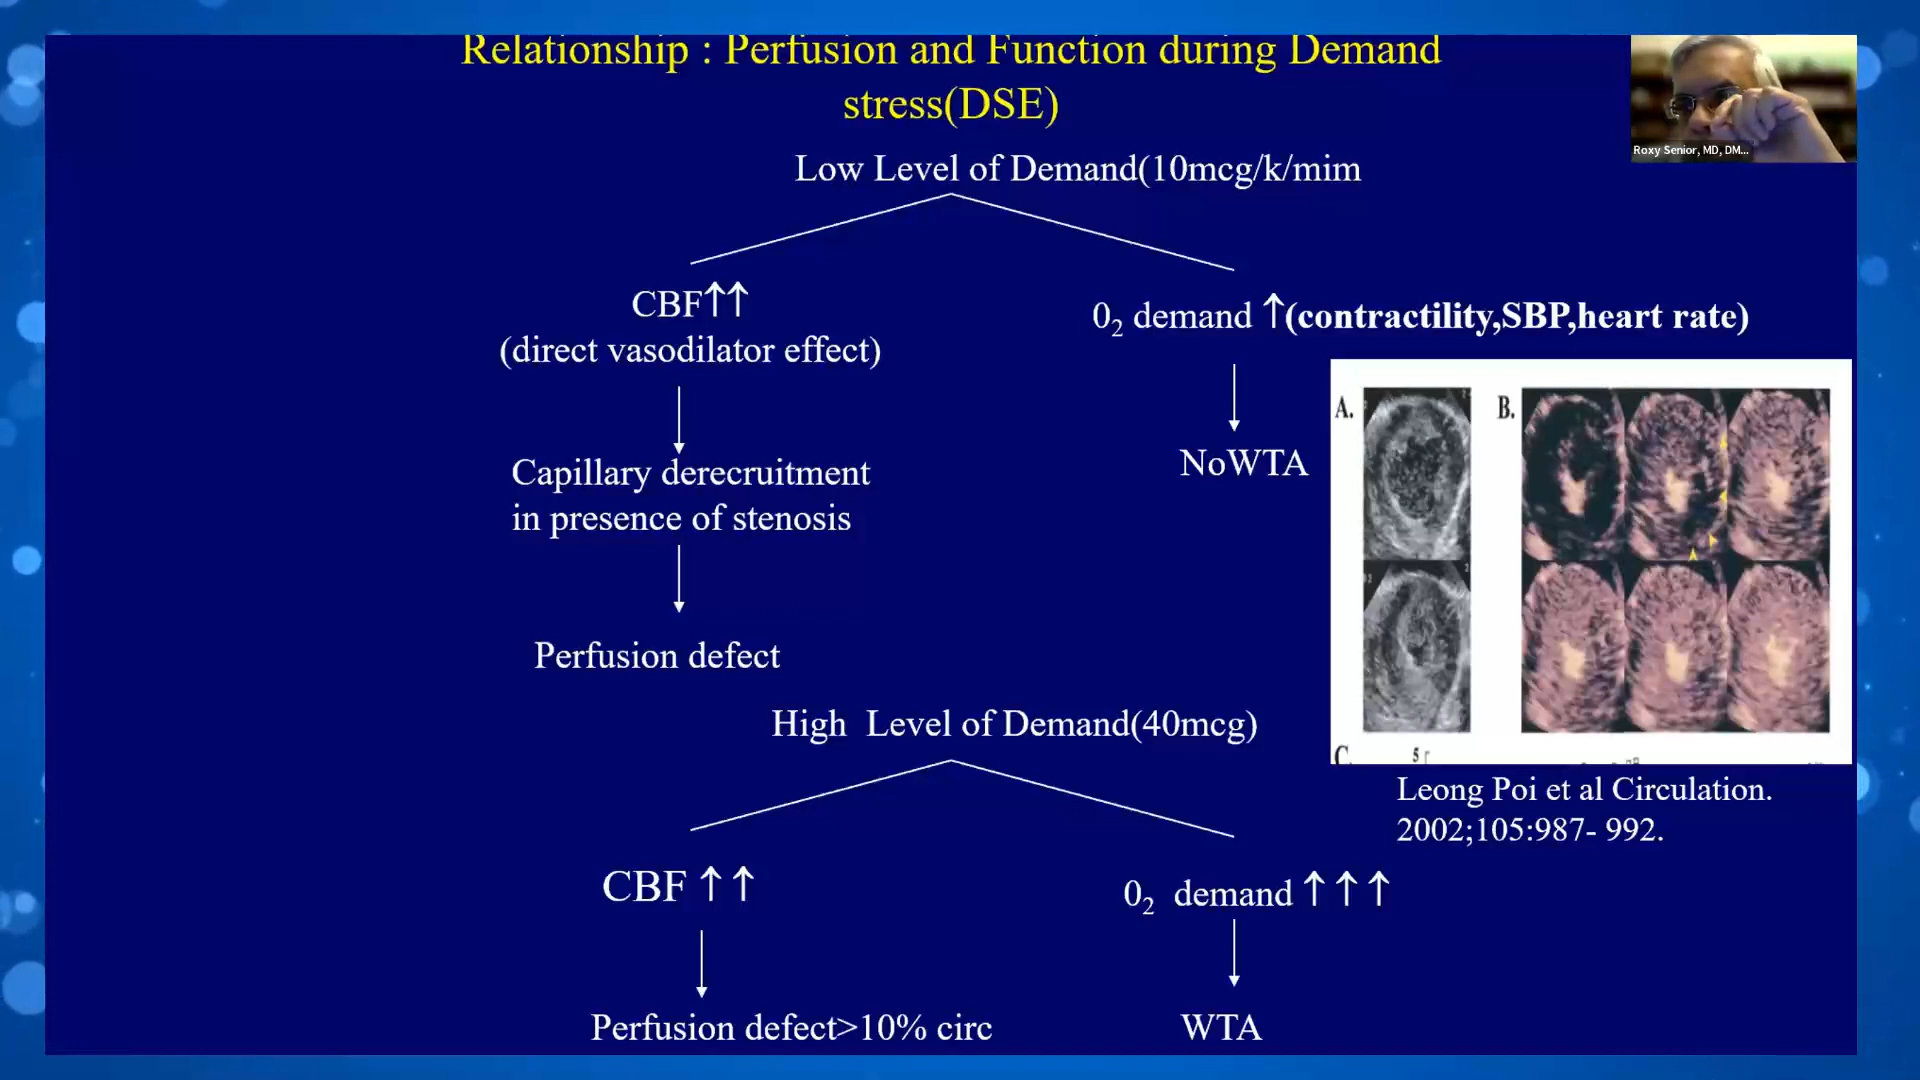 Relationship : Perfusion and Function during Demand
stress(DSE)
Roxy Senior, MD, DM...
Low Level of Demand(10mcg/k/mim
CBF↑↑
(direct vasodilator effect)
0₂ demand ↑(contractility,SBP,heart rate)
Capillary derecruitment
in presence of stenosis
NoWTA
Perfusion defect
A.
B.
C.
5
High Level of Demand(40mcg)
Leong Poi et al Circulation.
2002;105:987- 992.
CBF ↑↑
0₂ demand ↑↑↑
Perfusion defect>10% circ
WTA